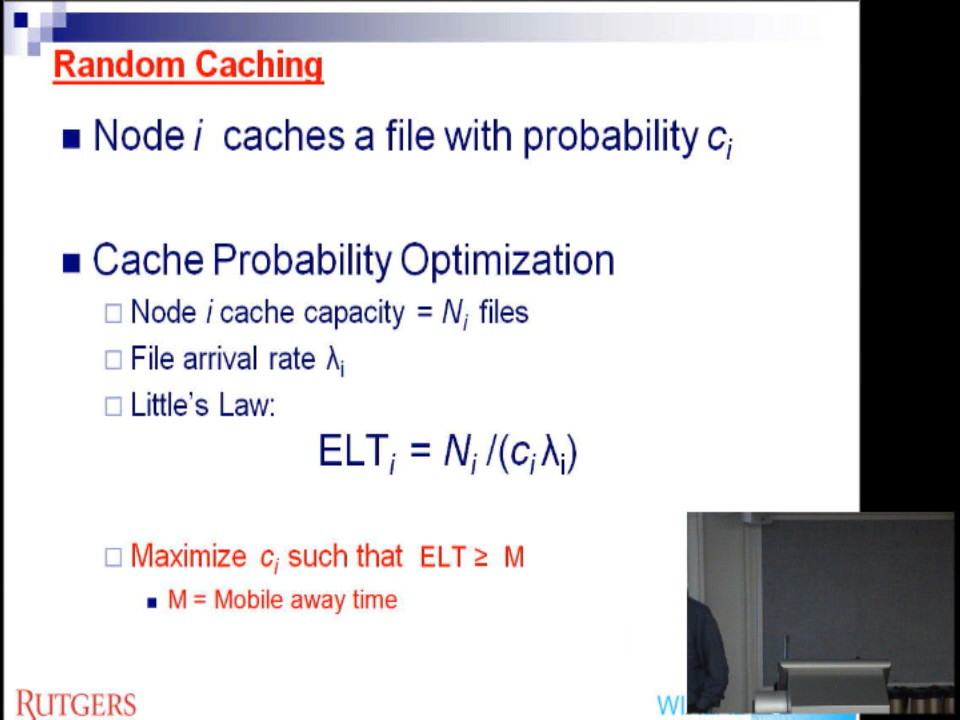 Random Caching
Node i caches a file with probability cᵢ
Cache Probability Optimization
Node i cache capacity = Nᵢ files
File arrival rate λᵢ
Little's Law:
ELTᵢ = Nᵢ /(cᵢ λᵢ)
Maximize cᵢ such that ELT ≥ M
M = Mobile away time
RUTGERS